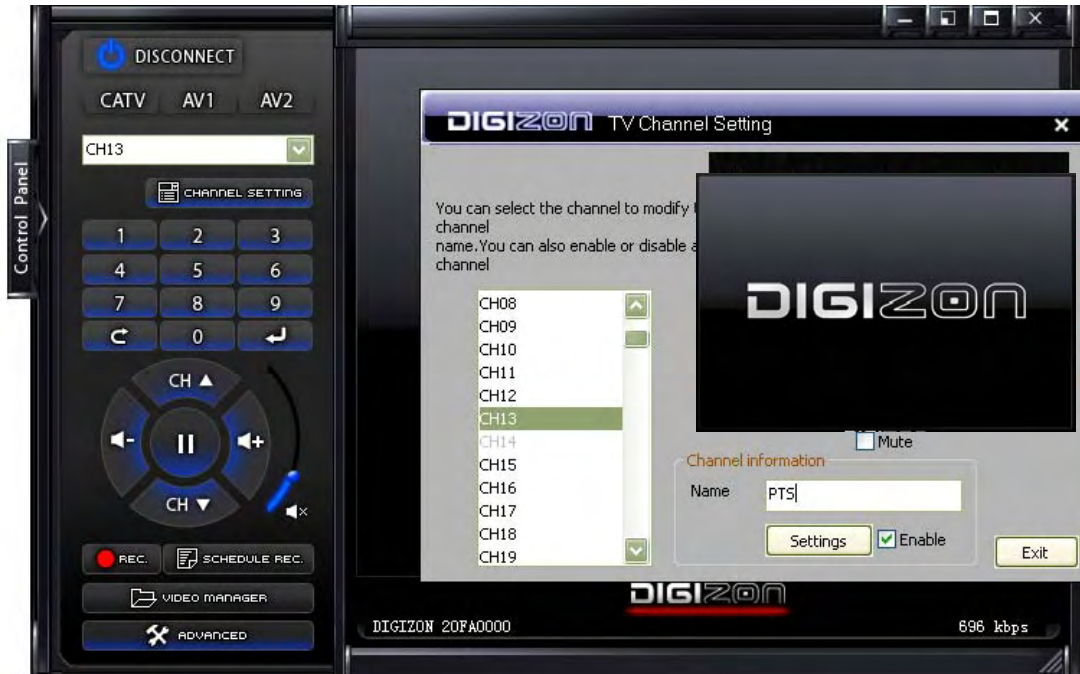 DISCONNECT
CATV AV1 AV2
CH13
CHANNEL SETTING
Control Panel
1 2 3
4 5 6
7 8 9
0
CH
CH
REC. SCHEDULE REC.
VIDEO MANAGER
ADVANCED
DIGIZON TV Channel Setting
You can select the channel to modify
channel
name.You can also enable or disable a
channel
CH08
CH09
CH10
CH11
CH12
CH13
CH14
CH15
CH16
CH17
CH18
CH19
DIGIZON
Mute
Channel information
Name PTS
Settings Enable
Exit
DIGIZON
DIGIZON 20FA0000 696 kbps